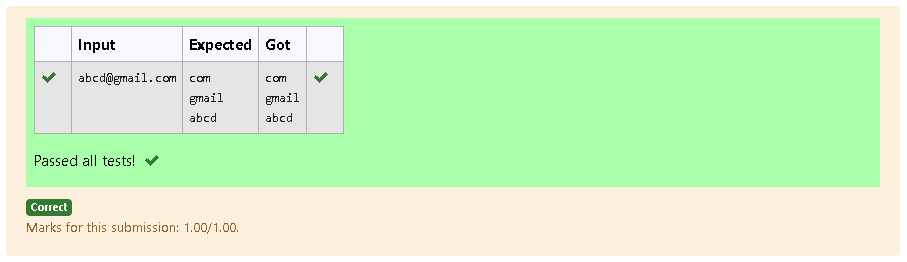 Input Expected Got
abcd@gmail.com com com
gmail gmail
abcd abcd
Passed all tests!
Correct
Marks for this submission: 1.00/1.00.